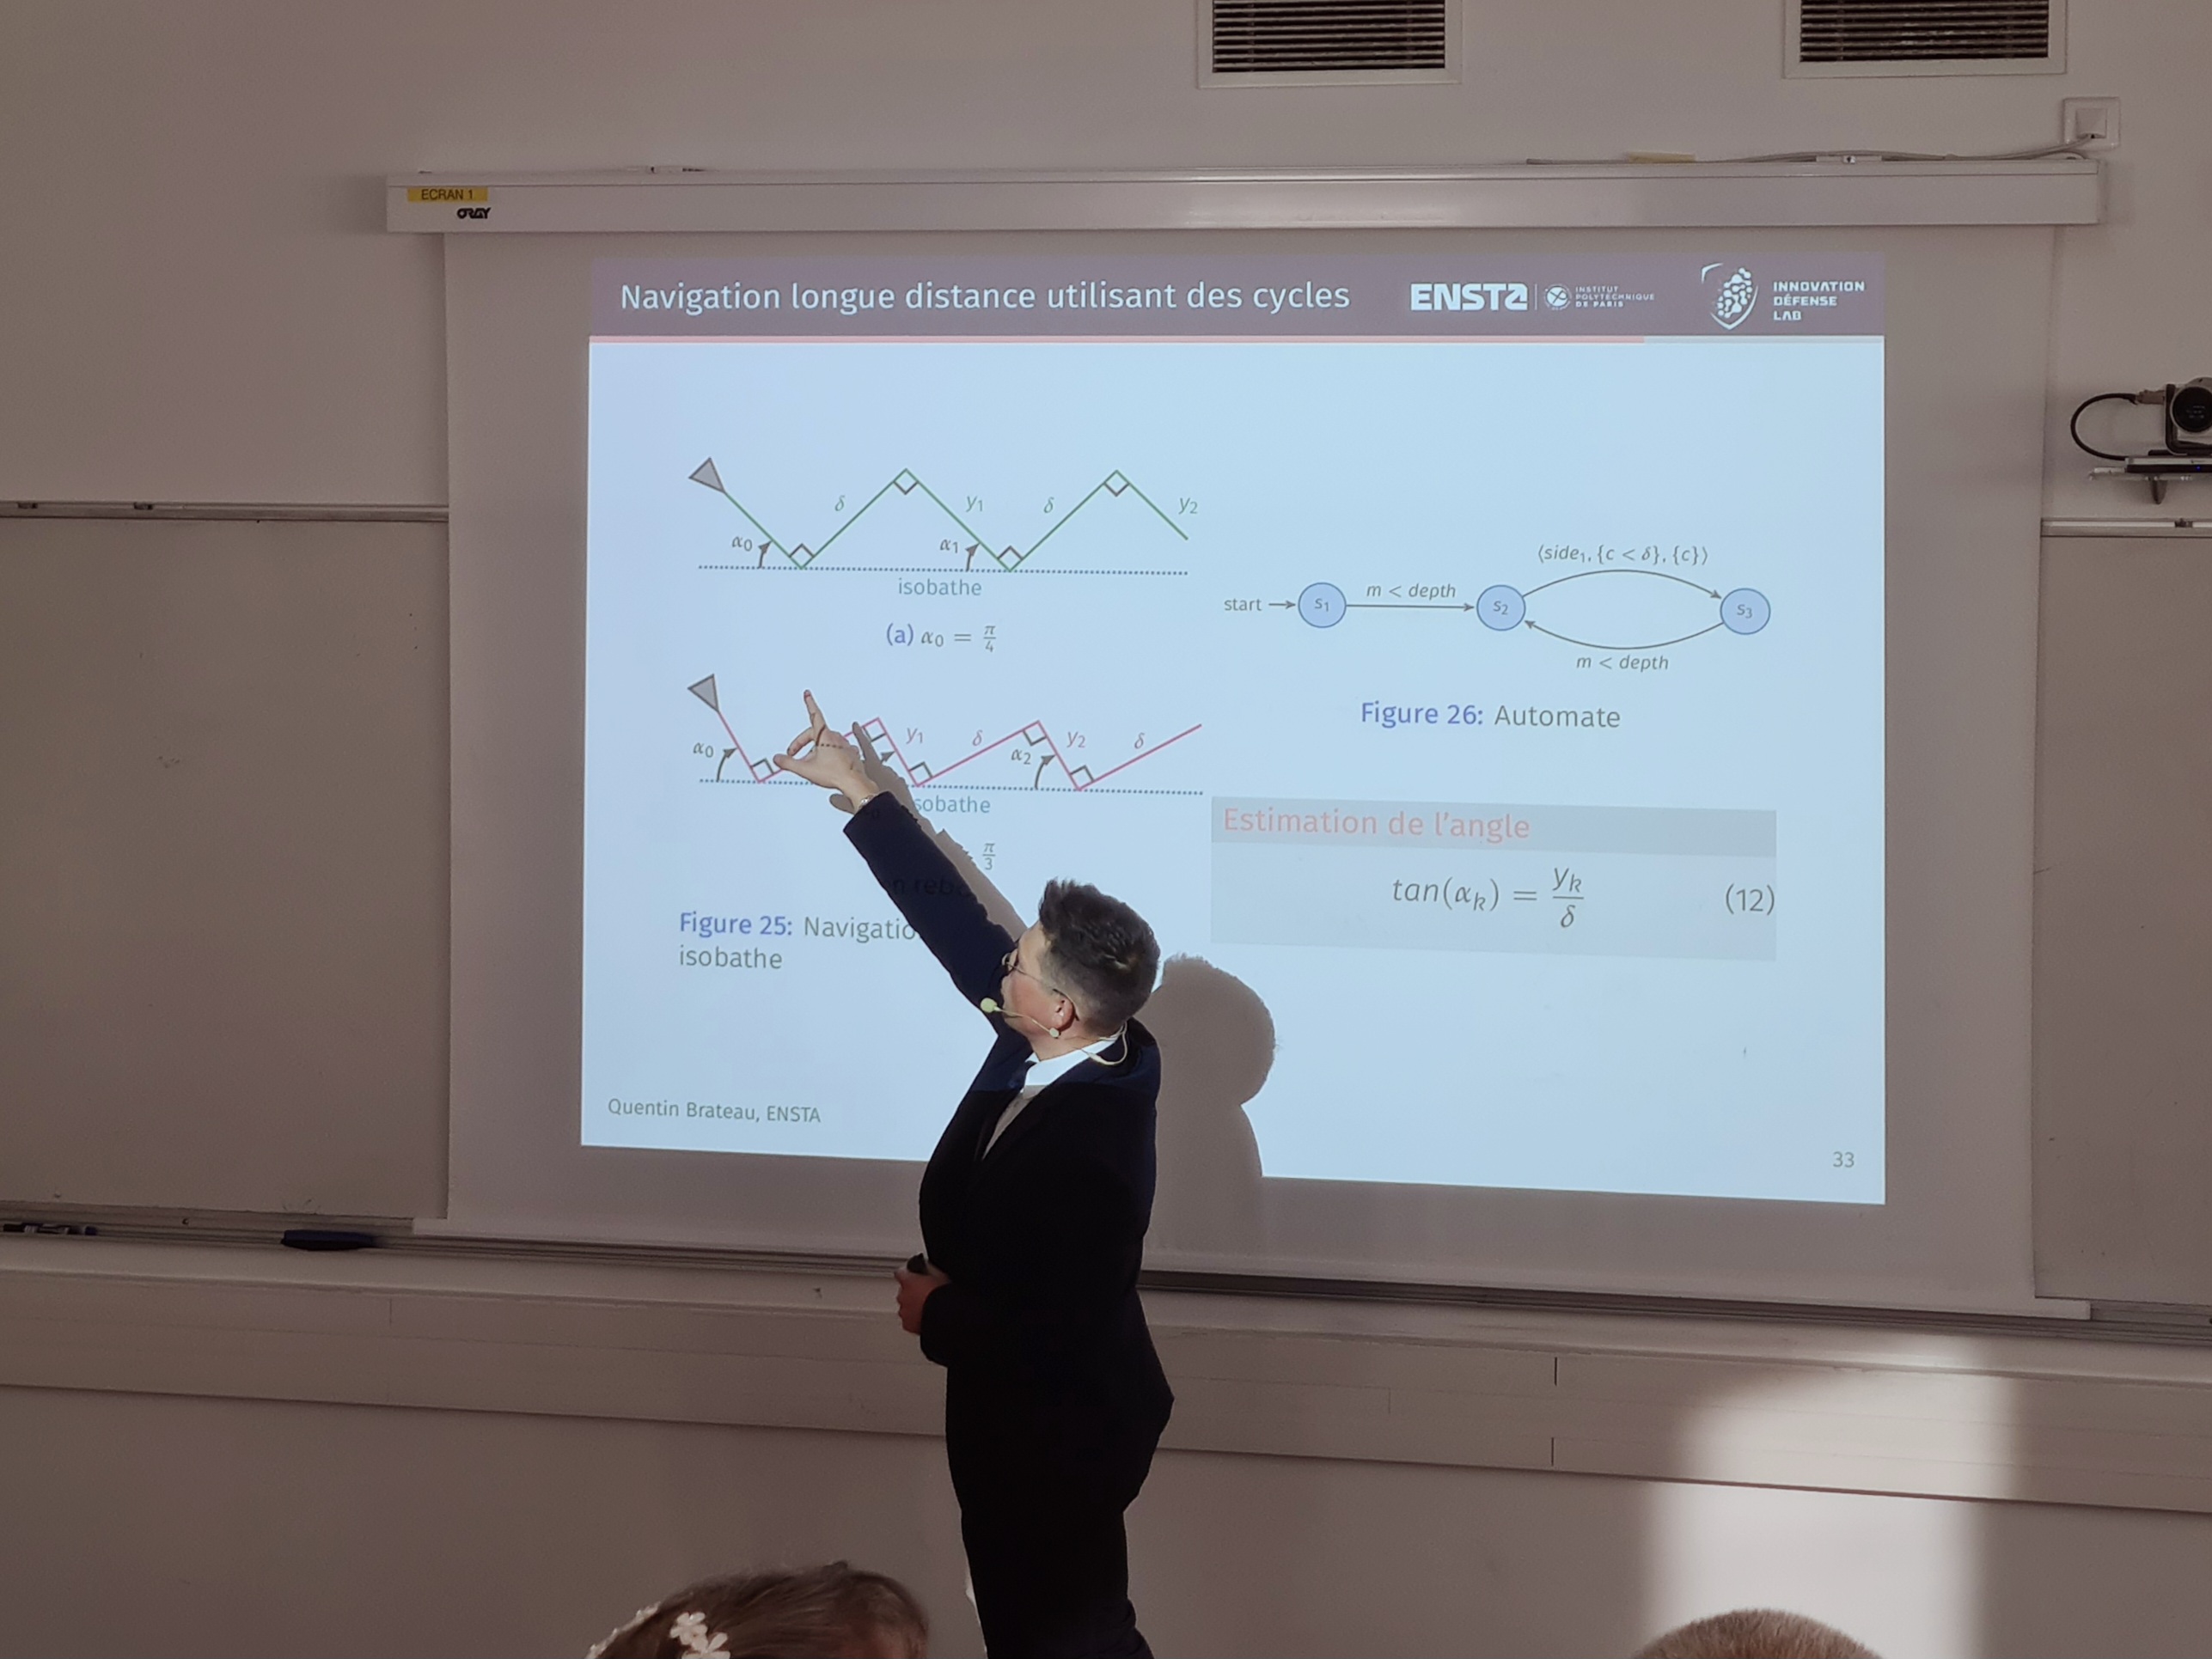 ECRAN 1
ORAY
Navigation longue distance utilisant des cycles
ENSTA
INSTITUT
POLYTECHNIQUE
DE PARIS
INNOVATION
DÉFENSE
LAB
δ y₁ δ y₂
α₀ α₁
isobathe
(a) α₀ = π/4
α₀ y₁ δ α₂ y₂ δ
sobathe
π/3
Figure 25: Navigatio
isobathe
⟨side₁, {c < δ}, {c}⟩
start s₁ m < depth s₂ s₃
m < depth
Figure 26: Automate
Estimation de l'angle
tan(αₖ) = yₖ/δ (12)
Quentin Brateau, ENSTA
33